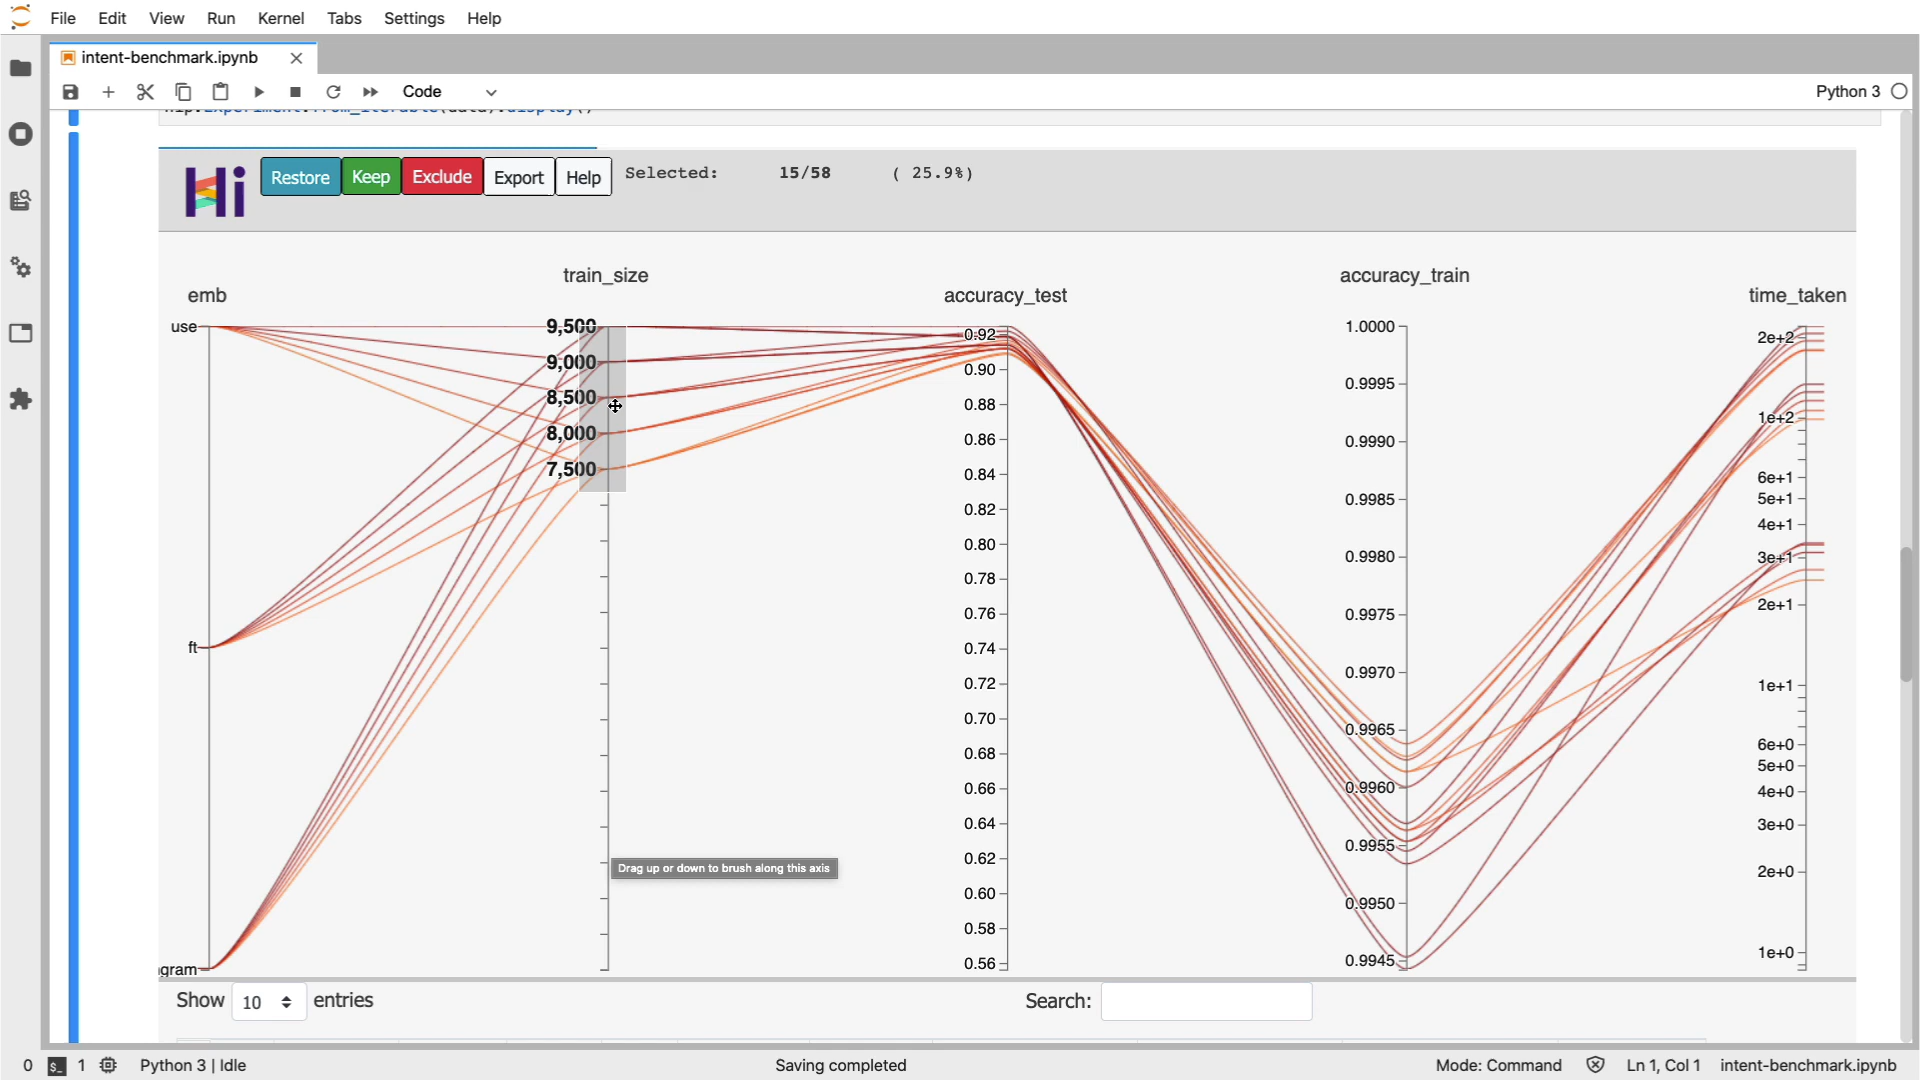 File Edit View Run Kernel Tabs Settings Help
intent-benchmark.ipynb
Code
Python 3
Hi
Restore Keep Exclude Export Help Selected: 15/58 ( 25.9%)
emb
train_size
accuracy_test
accuracy_train
time_taken
use
ft
gram
9,500
9,000
8,500
8,000
7,500
0.92
0.90
0.88
0.86
0.84
0.82
0.80
0.78
0.76
0.74
0.72
0.70
0.68
0.66
0.64
0.62
0.60
0.58
0.56
1.0000
0.9995
0.9990
0.9985
0.9980
0.9975
0.9970
0.9965
0.9960
0.9955
0.9950
0.9945
2e+2
1e+2
6e+1
5e+1
4e+1
3e+1
2e+1
1e+1
6e+0
5e+0
4e+0
3e+0
2e+0
1e+0
Drag up or down to brush along this axis
Show 10 entries
Search:
0 1 Python 3 | Idle
Saving completed
Mode: Command
Ln 1, Col 1 intent-benchmark.ipynb